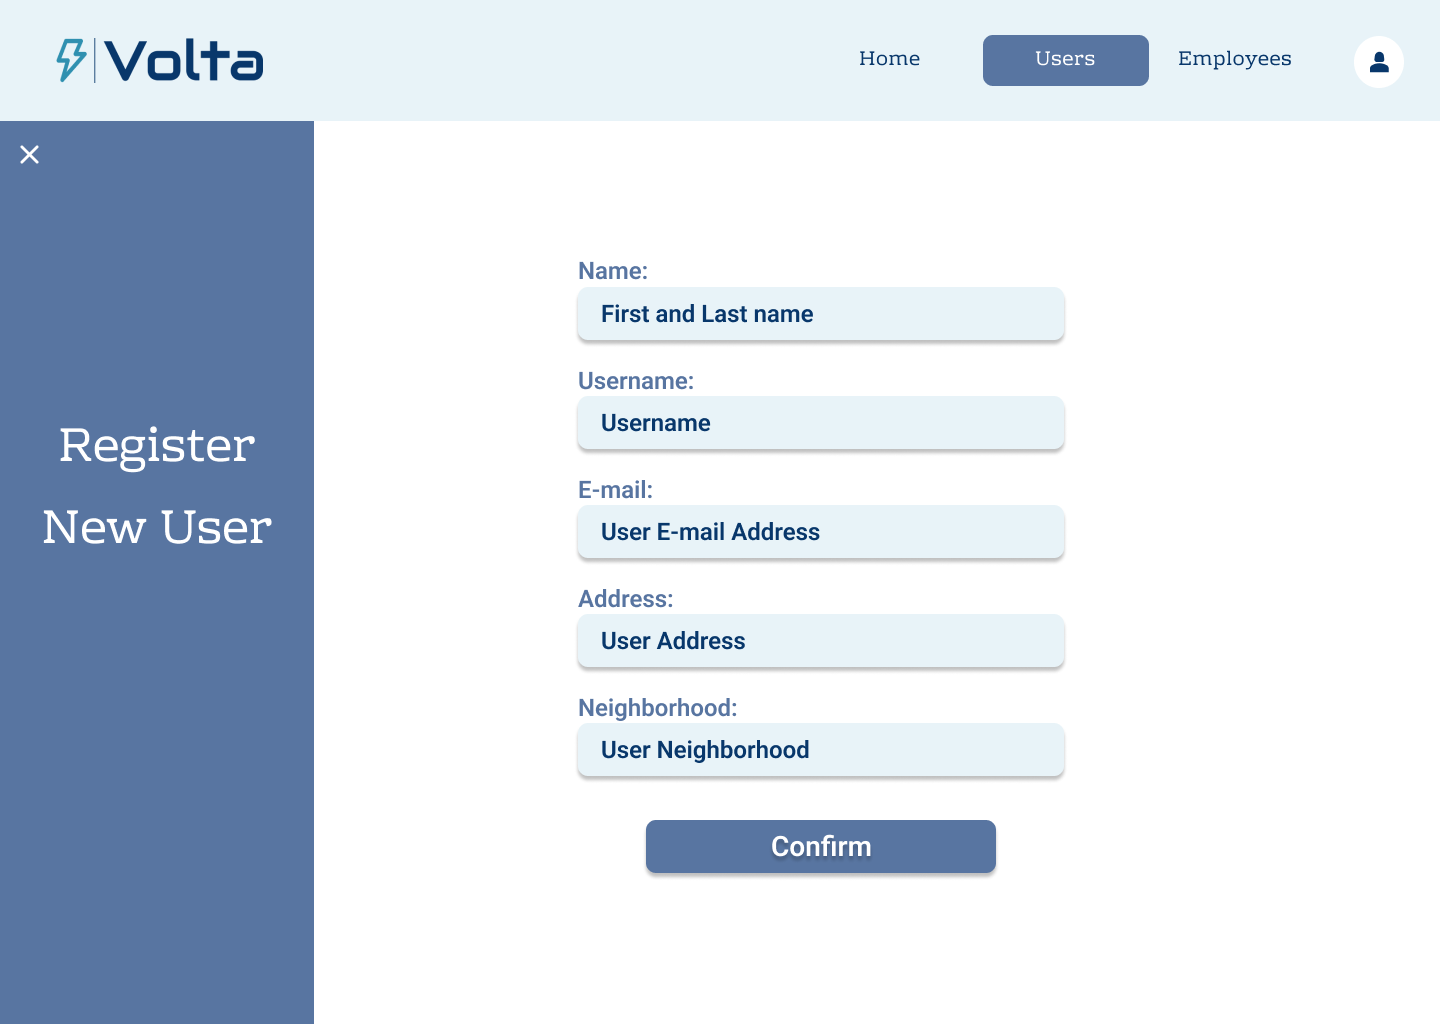 Volta
Home
Users
Employees
Register
New User
Name:
First and Last name
Username:
Username
E-mail:
User E-mail Address
Address:
User Address
Neighborhood:
User Neighborhood
Confirm